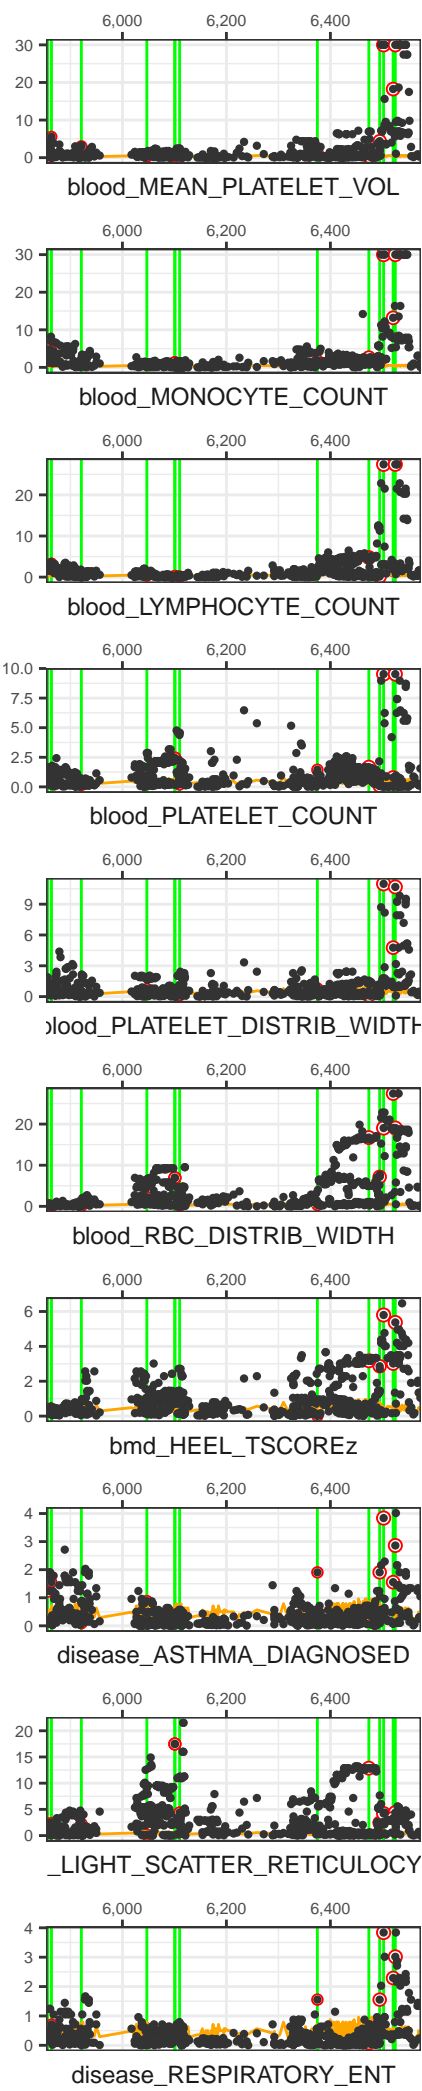 6,000 6,200 6,400
30
20
10
0
blood_MEAN_PLATELET_VOL
6,000 6,200 6,400
30
20
10
0
blood_MONOCYTE_COUNT
6,000 6,200 6,400
20
10
0
blood_LYMPHOCYTE_COUNT
6,000 6,200 6,400
10.0
7.5
5.0
2.5
0.0
blood_PLATELET_COUNT
6,000 6,200 6,400
9
6
3
0
blood_PLATELET_DISTRIB_WIDTH
6,000 6,200 6,400
20
10
0
blood_RBC_DISTRIB_WIDTH
6,000 6,200 6,400
6
4
2
0
bmd_HEEL_TSCOREz
6,000 6,200 6,400
4
3
2
1
0
disease_ASTHMA_DIAGNOSED
6,000 6,200 6,400
20
15
10
5
0
_LIGHT_SCATTER_RETICULOCY
6,000 6,200 6,400
4
3
2
1
0
disease_RESPIRATORY_ENT